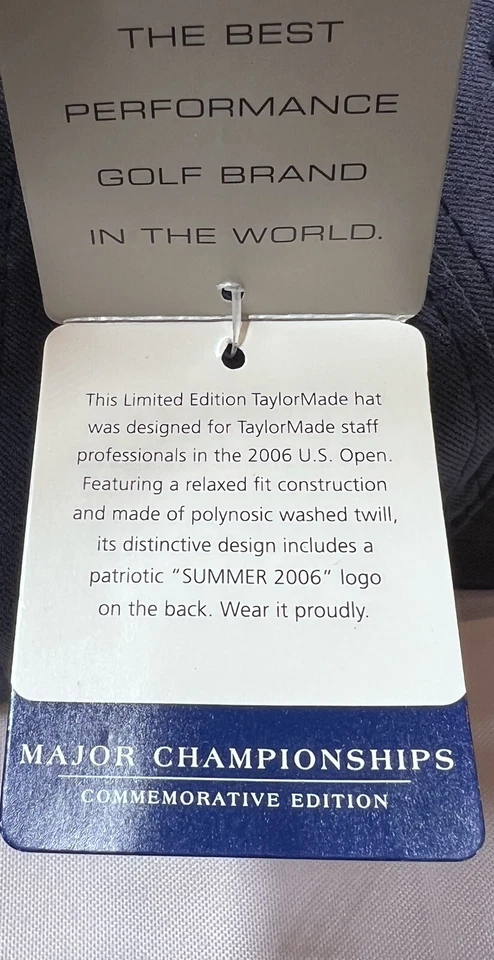 THE BEST
PERFORMANCE
GOLF BRAND
IN THE WORLD.
This Limited Edition TaylorMade hat
was designed for TaylorMade staff
professionals in the 2006 U.S. Open.
Featuring a relaxed fit construction
and made of polynosic washed twill,
its distinctive design includes a
patriotic “SUMMER 2006” logo
on the back. Wear it proudly.
MAJOR CHAMPIONSHIPS
COMMEMORATIVE EDITION